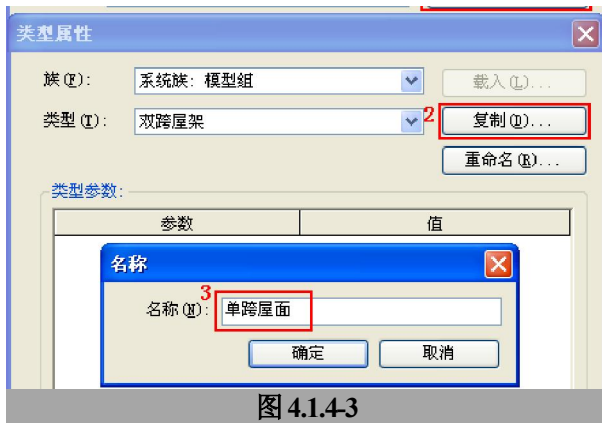 类型属性
族(F): 系统族: 模型组 载入(L)...
类型(T): 双跨屋架 2 复制(D)...
重命名(R)...
类型参数:
参数 值
名称
3
名称(N): 单跨屋面
确定 取消
图 4.1.4-3